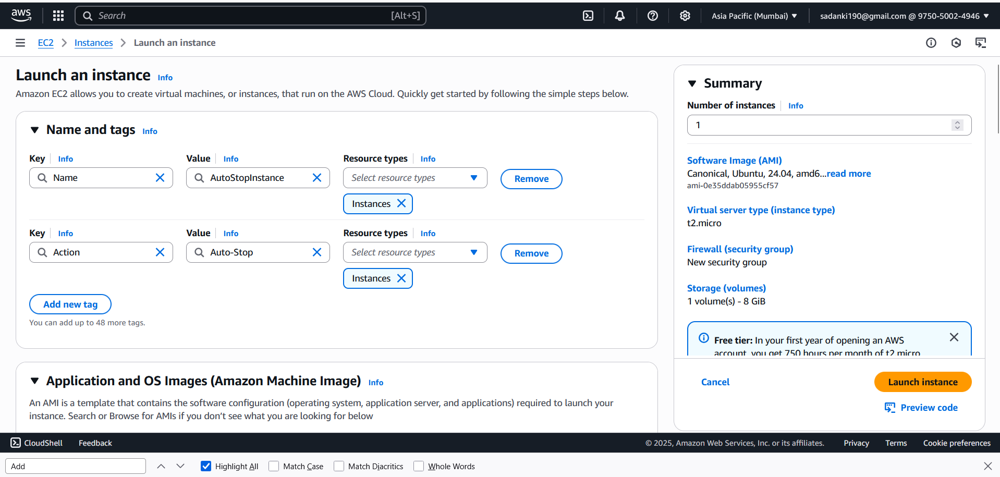 aws
Search [Alt+S]
Asia Pacific (Mumbai)
sadanki190@gmail.com @ 9750-5002-4946
EC2
Instances
Launch an instance
Launch an instance Info
Amazon EC2 allows you to create virtual machines, or instances, that run on the AWS Cloud. Quickly get started by following the simple steps below.
Name and tags Info
Key Info Value Info Resource types Info
Name AutoStopInstance Select resource types Remove
Instances
Key Info Value Info Resource types Info
Action Auto-Stop Select resource types Remove
Instances
Add new tag
You can add up to 48 more tags.
Application and OS Images (Amazon Machine Image) Info
An AMI is a template that contains the software configuration (operating system, application server, and applications) required to launch your
instance. Search or Browse for AMIs if you don’t see what you are looking for below
Summary
Number of instances Info
1
Software Image (AMI)
Canonical, Ubuntu, 24.04, amd6...read more
ami-0e35ddab05955cf57
Virtual server type (instance type)
t2.micro
Firewall (security group)
New security group
Storage (volumes)
1 volume(s) - 8 GiB
Free tier: In your first year of opening an AWS
account, you get 750 hours per month of t2.micro
Cancel
Launch instance
Preview code
CloudShell Feedback
© 2025, Amazon Web Services, Inc. or its affiliates. Privacy Terms Cookie preferences
Add Highlight All Match Case Match Diacritics Whole Words